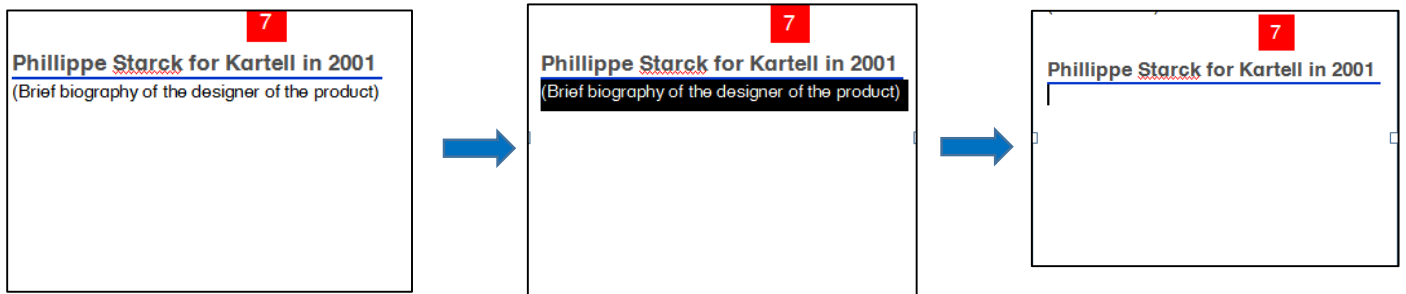 7
Phillippe Starck for Kartell in 2001
(Brief biography of the designer of the product)
7
Phillippe Starck for Kartell in 2001
(Brief biography of the designer of the product)
7
Phillippe Starck for Kartell in 2001